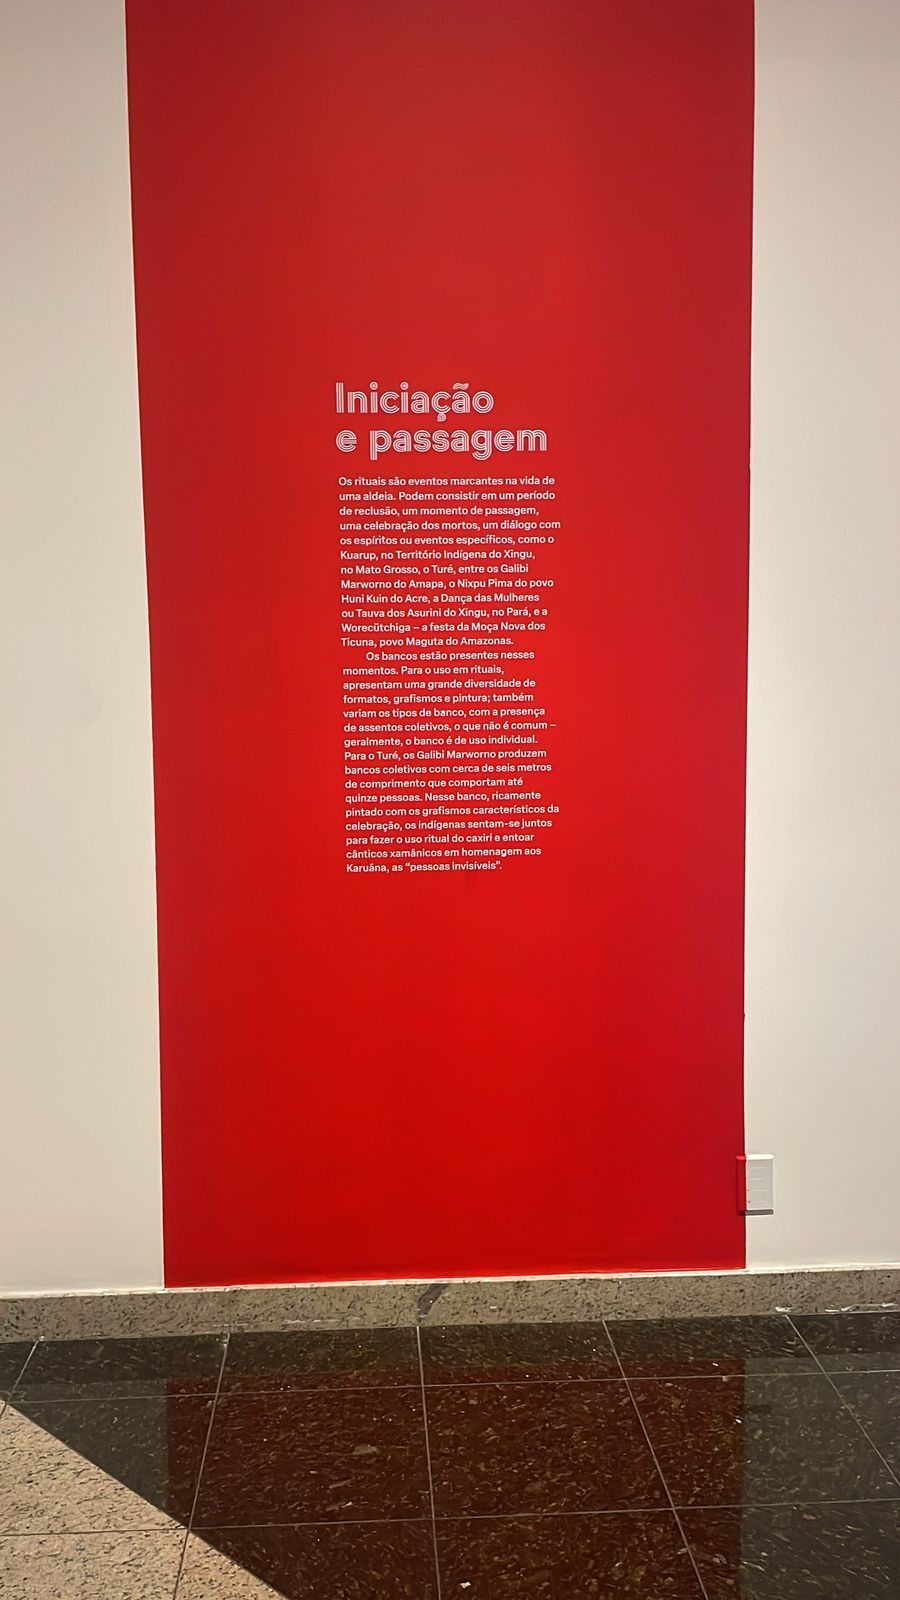 Iniciação
e passagem
Os rituais são eventos marcantes na vida de
uma aldeia. Podem consistir em um período
de reclusão, um momento de passagem,
uma celebração dos mortos, um diálogo com
os espíritos ou eventos específicos, como o
Kuarup, no Território Indígena do Xingu,
no Mato Grosso, o Turé, entre os Galibi
Marworno do Amapa, o Nixpu Pima do povo
Huni Kuin do Acre, a Dança das Mulheres
ou Tauva dos Asurini do Xingu, no Pará, e a
Worecütchiga – a festa da Moça Nova dos
Ticuna, povo Maguta do Amazonas.
Os bancos estão presentes nesses
momentos. Para o uso em rituais,
apresentam uma grande diversidade de
formatos, grafismos e pintura; também
variam os tipos de banco, com a presença
de assentos coletivos, o que não é comum –
geralmente, o banco é de uso individual.
Para o Turé, os Galibi Marworno produzem
bancos coletivos com cerca de seis metros
de comprimento que comportam até
quinze pessoas. Nesse banco, ricamente
pintado com os grafismos característicos da
celebração, os indígenas sentam-se juntos
para fazer o uso ritual do caxiri e entoar
cânticos xamânicos em homenagem aos
Karuãna, as “pessoas invisíveis”.